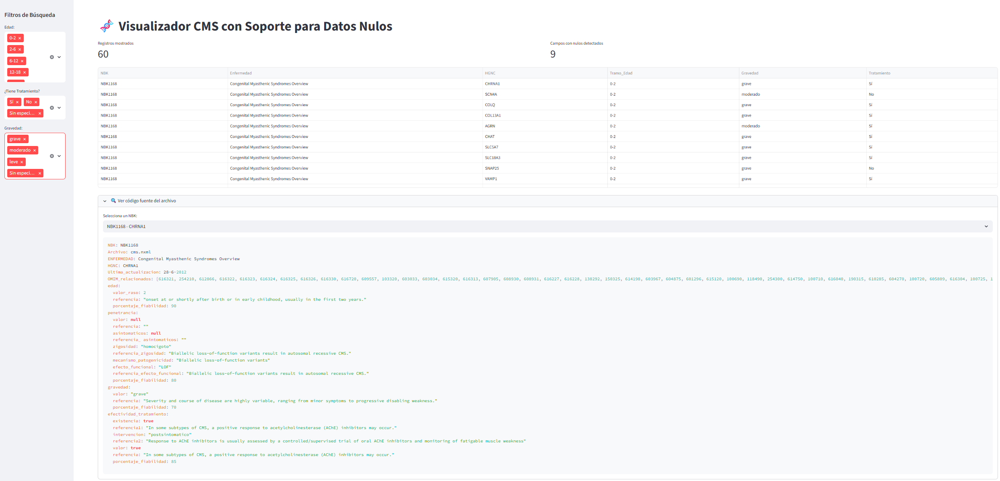 Filtros de Búsqueda
Edad:
0-2 ×
2-6 ×
6-12 ×
12-18 ×
¿Tiene Tratamiento?
Sí × No ×
Sin especi... ×
Gravedad:
grave ×
moderado ×
leve ×
Sin especi... ×
Visualizador CMS con Soporte para Datos Nulos
Registros mostrados Campos con nulos detectados
60 9
NBK Enfermedad HGNC Tramo_Edad Gravedad Tratamiento
NBK1168 Congenital Myasthenic Syndromes Overview CHRNA1 0-2 grave Sí
NBK1168 Congenital Myasthenic Syndromes Overview SCN4A 0-2 moderado No
NBK1168 Congenital Myasthenic Syndromes Overview COLQ 0-2 grave Sí
NBK1168 Congenital Myasthenic Syndromes Overview COL13A1 0-2 grave Sí
NBK1168 Congenital Myasthenic Syndromes Overview AGRN 0-2 moderado Sí
NBK1168 Congenital Myasthenic Syndromes Overview CHAT 0-2 grave Sí
NBK1168 Congenital Myasthenic Syndromes Overview SLC5A7 0-2 grave Sí
NBK1168 Congenital Myasthenic Syndromes Overview SLC18A3 0-2 grave Sí
NBK1168 Congenital Myasthenic Syndromes Overview SNAP25 0-2 grave No
NBK1168 Congenital Myasthenic Syndromes Overview VAMP1 0-2 grave Sí
Ver código fuente del archivo
Selecciona un NBK:
NBK1168 - CHRNA1
NBK: NBK1168
Archivo: cms.nxml
ENFERMEDAD: Congenital Myasthenic Syndromes Overview
HGNC: CHRNA1
Ultima_actualizacion: 28-6-2012
OMIM_relacionados: [616321, 254210, 612866, 616322, 616323, 616324, 616325, 616326, 616330, 616720, 609557, 103320, 603033, 603034, 615320, 616313, 607905, 608930, 608931, 616227, 616228, 138292, 150325, 614198, 603967, 604875, 601296, 615120, 100690, 118490, 254300, 614750, 100710, 616040, 190315, 610285, 604270, 100720, 605809, 616304, 100725, 1
edad:
valor_raso: 2
referencia: "onset at or shortly after birth or in early childhood, usually in the first two years."
porcentaje_fiabilidad: 90
penetrancia:
valor: null
referencia: ""
asintomaticos: null
referencia_ asintomaticos: ""
zigosidad: "homocigoto"
referencia_zigosidad: "Biallelic loss-of-function variants result in autosomal recessive CMS."
mecanismo_patogenicidad: "Biallelic loss-of-function variants"
efecto_funcional: "LOF"
referencia_efecto_funcional: "Biallelic loss-of-function variants result in autosomal recessive CMS."
porcentaje_fiabilidad: 80
gravedad:
valor: "grave"
referencia: "Severity and course of disease are highly variable, ranging from minor symptoms to progressive disabling weakness."
porcentaje_fiabilidad: 70
efectividad_tratamiento:
existencia: true
referencia1: "In some subtypes of CMS, a positive response to acetylcholinesterase (AChE) inhibitors may occur."
intervencion: "postsintomatico"
referencia2: "Response to AChE inhibitors is usually assessed by a controlled/supervised trial of oral AChE inhibitors and monitoring of fatigable muscle weakness"
valor: true
referencia: "In some subtypes of CMS, a positive response to acetylcholinesterase (AChE) inhibitors may occur."
porcentaje_fiabilidad: 85